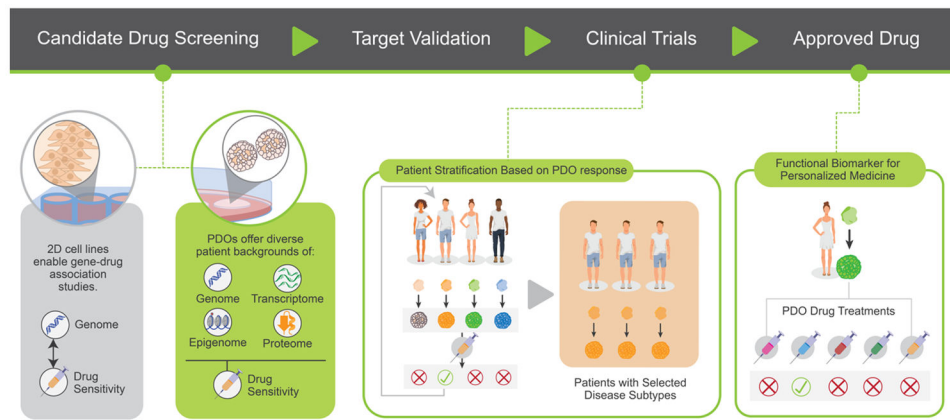 Candidate Drug Screening
Target Validation
Clinical Trials
Approved Drug
2D cell lines
enable gene-drug
association
studies.
Genome
Drug
Sensitivity
PDOs offer diverse
patient backgrounds of:
Genome
Transcriptome
Epigenome
Proteome
Drug
Sensitivity
Patient Stratification Based on PDO response
Patients with Selected
Disease Subtypes
Functional Biomarker for
Personalized Medicine
PDO Drug Treatments